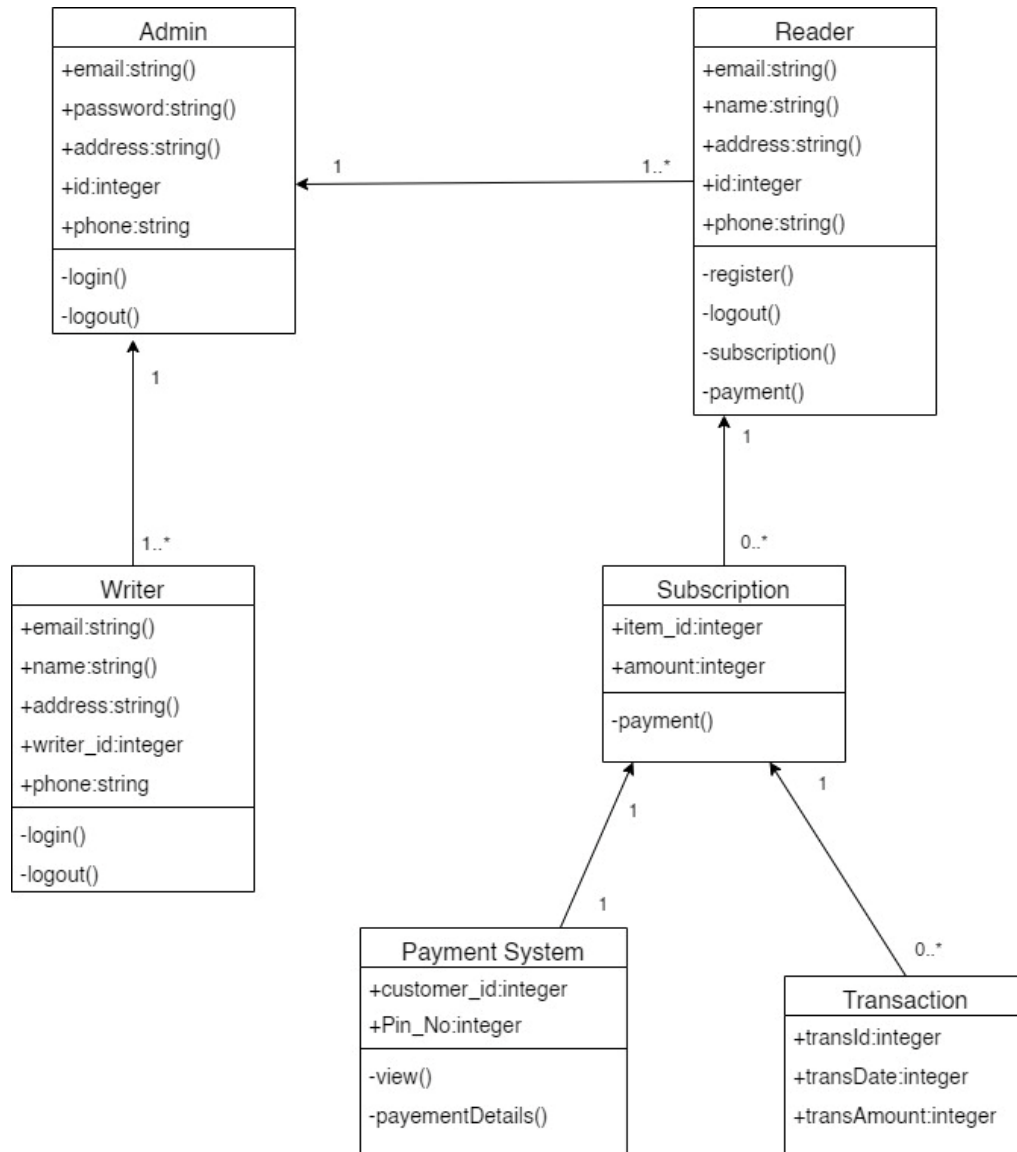 Admin
+email:string()
+password:string()
+address:string()
+id:integer
+phone:string
-login()
-logout()
1
1..*
Reader
+email:string()
+name:string()
+address:string()
+id:integer
+phone:string()
-register()
-logout()
-subscription()
-payment()
1
1..*
Writer
+email:string()
+name:string()
+address:string()
+writer_id:integer
+phone:string
-login()
-logout()
1
0..*
Subscription
+item_id:integer
+amount:integer
-payment()
1
1
Payment System
+customer_id:integer
+Pin_No:integer
-view()
-payementDetails()
1
0..*
Transaction
+transId:integer
+transDate:integer
+transAmount:integer